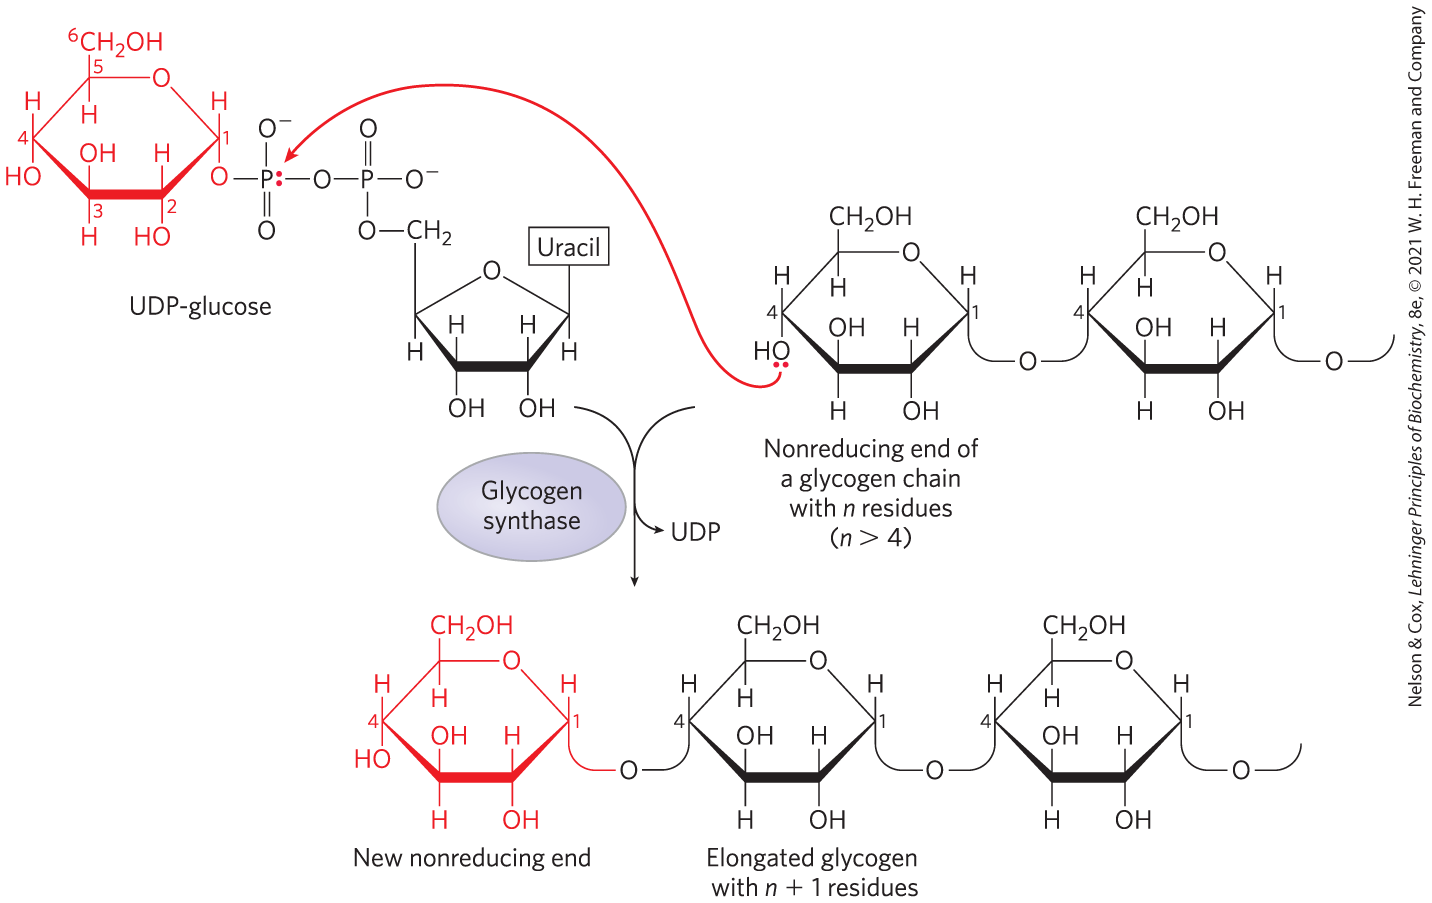 ⁶CH₂OH
5
O
H
H
H
4
1
OH
H
HO
O
3
2
H
HO
O⁻
P:
O
O
P
O
O⁻
O
CH₂
Uracil
O
H
H
H
H
OH
OH
UDP-glucose
CH₂OH
O
H
H
H
4
1
HO
OH
H
H
OH
O
CH₂OH
O
H
H
H
4
1
OH
H
H
OH
O
Nonreducing end of
a glycogen chain
with n residues
(n > 4)
Glycogen
synthase
UDP
CH₂OH
O
H
H
H
4
1
HO
OH
H
H
OH
O
CH₂OH
O
H
H
H
4
1
OH
H
H
OH
O
CH₂OH
O
H
H
H
4
1
OH
H
H
OH
O
New nonreducing end
Elongated glycogen
with n + 1 residues
Nelson & Cox, Lehninger Principles of Biochemistry, 8e, © 2021 W. H. Freeman and Company